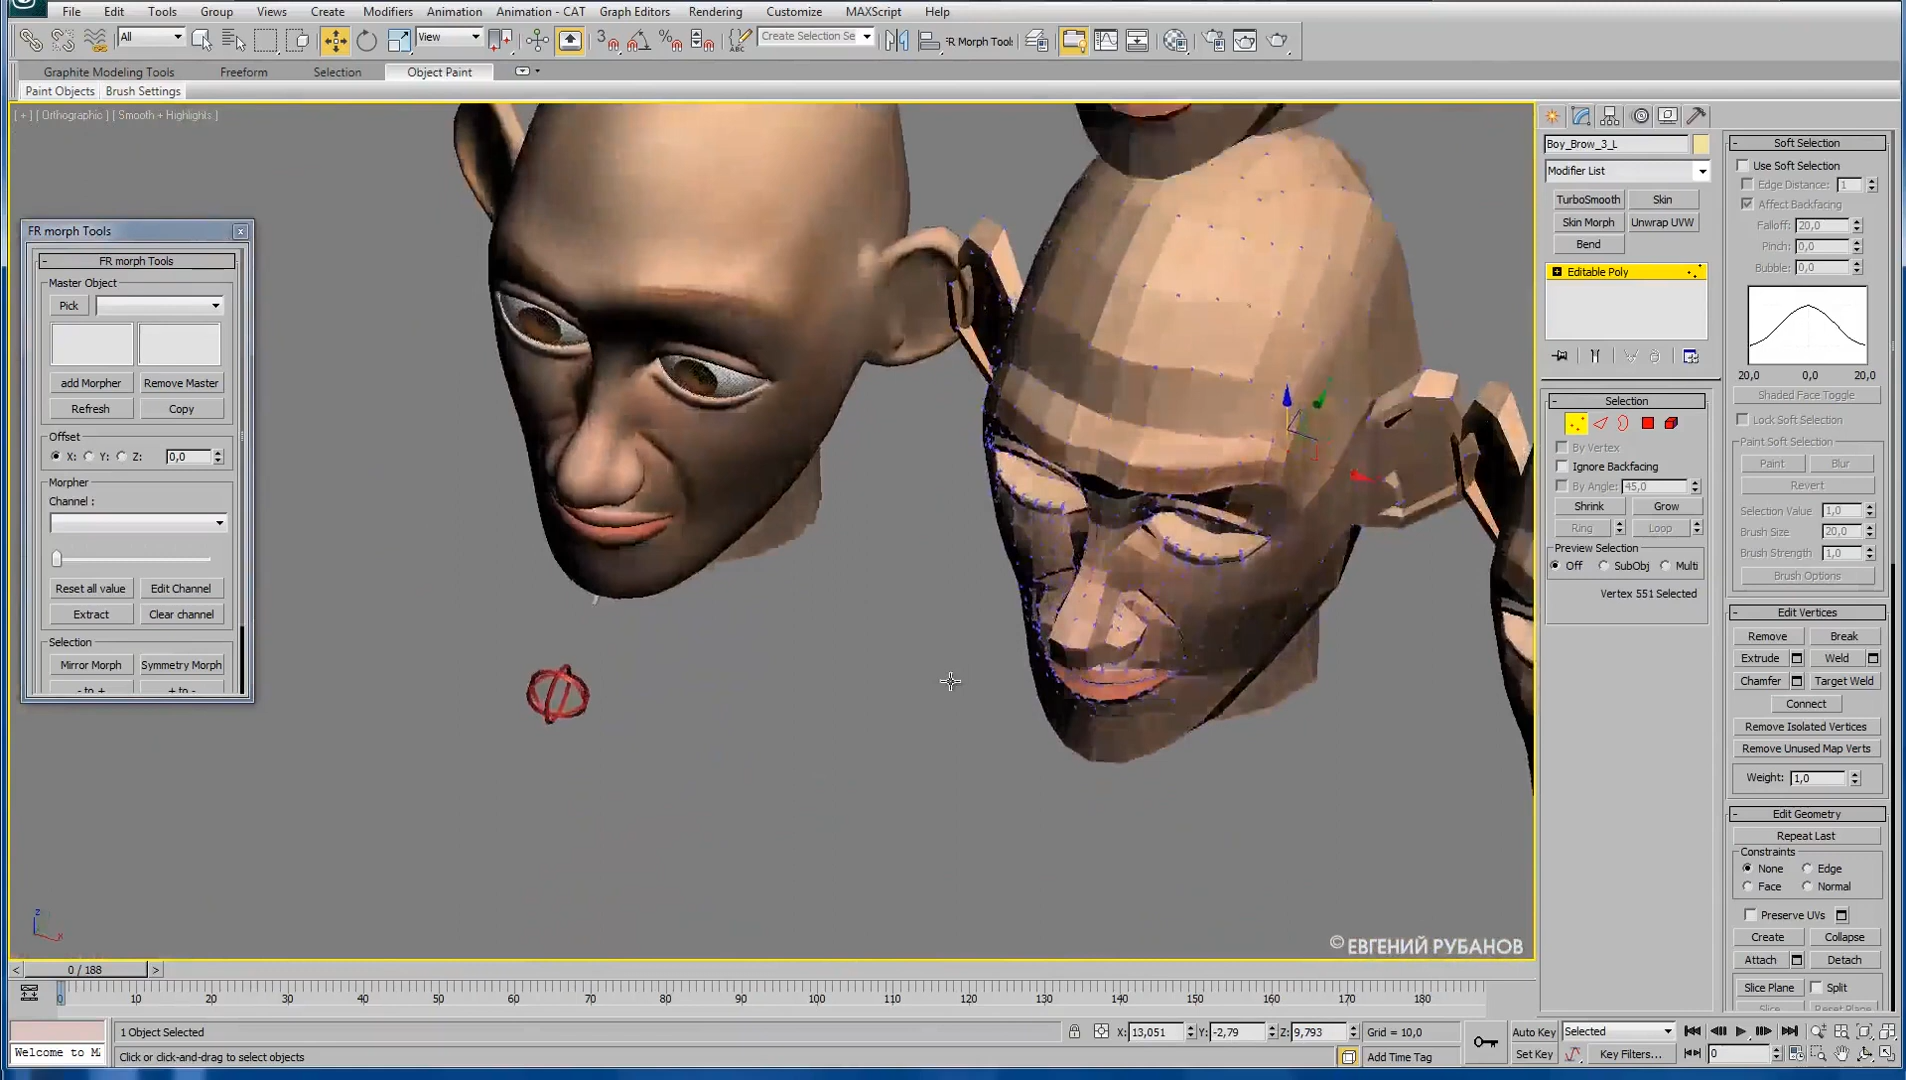 File Edit Tools Group Views Create Modifiers Animation Animation - CAT Graph Editors Rendering Customize MAXScript Help
All View Create Selection Se FR Morph Tools
Graphite Modeling Tools Freeform Selection Object Paint
Paint Objects Brush Settings
[ + ] [ Orthographic ] [ Smooth + Highlights ]
FR morph Tools
- FR morph Tools
Master Object
Pick
add Morpher Remove Master
Refresh Copy
Offset
X: Y: Z: 0,0
Morpher
Channel :
Reset all value Edit Channel
Extract Clear channel
Selection
Mirror Morph Symmetry Morph
- to + + to -
© ЕВГЕНИЙ РУБАНОВ
Boy_Brow_3_L
Modifier List
TurboSmooth Skin
Skin Morph Unwrap UVW
Bend
Editable Poly
- Selection
By Vertex
Ignore Backfacing
By Angle: 45,0
Shrink Grow
Ring Loop
Preview Selection
Off SubObj Multi
Vertex 551 Selected
- Soft Selection
Use Soft Selection
Edge Distance: 1
Affect Backfacing
Falloff: 20,0
Pinch: 0,0
Bubble: 0,0
20,0 0,0 20,0
Shaded Face Toggle
Lock Soft Selection
Paint Soft Selection
Paint Blur
Revert
Selection Value 1,0
Brush Size 20,0
Brush Strength 1,0
Brush Options
- Edit Vertices
Remove Break
Extrude Weld
Chamfer Target Weld
Connect
Remove Isolated Vertices
Remove Unused Map Verts
Weight: 1,0
- Edit Geometry
Repeat Last
Constraints
None Edge
Face Normal
Preserve UVs
Create Collapse
Attach Detach
Slice Plane Split
Slice Reset Plane
< 0 / 188 >
0 10 20 30 40 50 60 70 80 90 100 110 120 130 140 150 160 170 180
1 Object Selected X: 13,051 Y: -2,79 Z: 9,793 Grid = 10,0 Auto Key Selected
Welcome to MA Click or click-and-drag to select objects Add Time Tag Set Key Key Filters... 0